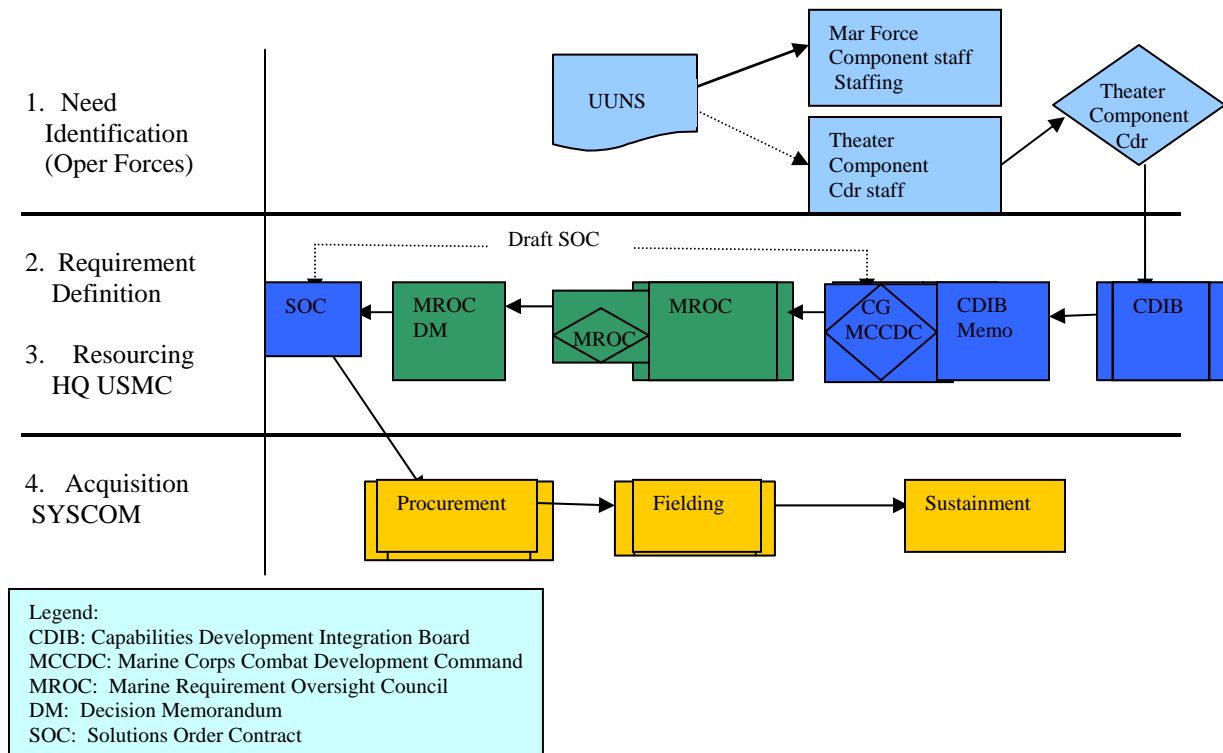 1. Need
Identification
(Oper Forces)
UUNS
Mar Force
Component staff
Staffing
Theater
Component
Cdr staff
Theater
Component
Cdr
2. Requirement
Definition
3. Resourcing
HQ USMC
Draft SOC
SOC
MROC
DM
MROC
MROC
CG
MCCDC
CDIB
Memo
CDIB
4. Acquisition
SYSCOM
Procurement
Fielding
Sustainment
Legend:
CDIB: Capabilities Development Integration Board
MCCDC: Marine Corps Combat Development Command
MROC: Marine Requirement Oversight Council
DM: Decision Memorandum
SOC: Solutions Order Contract